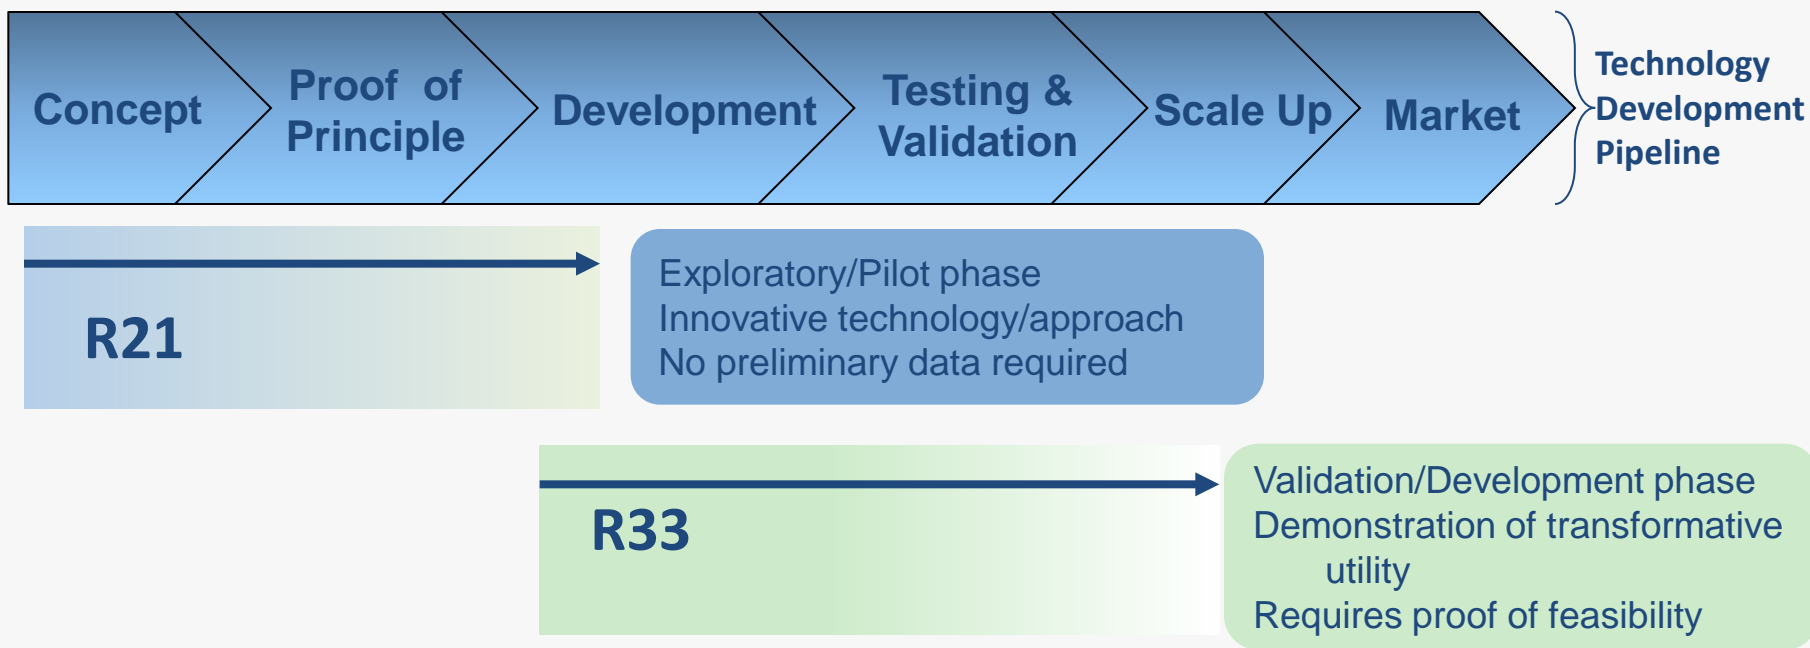 Concept
Proof of
Principle
Development
Testing &
Validation
Scale Up
Market
Technology
Development
Pipeline
R21
Exploratory/Pilot phase
Innovative technology/approach
No preliminary data required
R33
Validation/Development phase
Demonstration of transformative
utility
Requires proof of feasibility